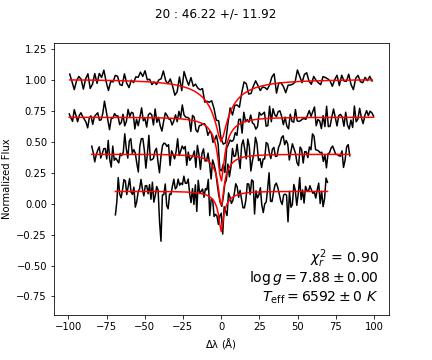 20 : 46.22 +/- 11.92
1.25
1.00
0.75
0.50
0.25
0.00
−0.25
−0.50
−0.75
Normalized Flux
χ²ᵣ = 0.90
log g = 7.88 ± 0.00
Teff = 6592 ± 0 K
−100 −75 −50 −25 0 25 50 75 100
Δλ (Å)